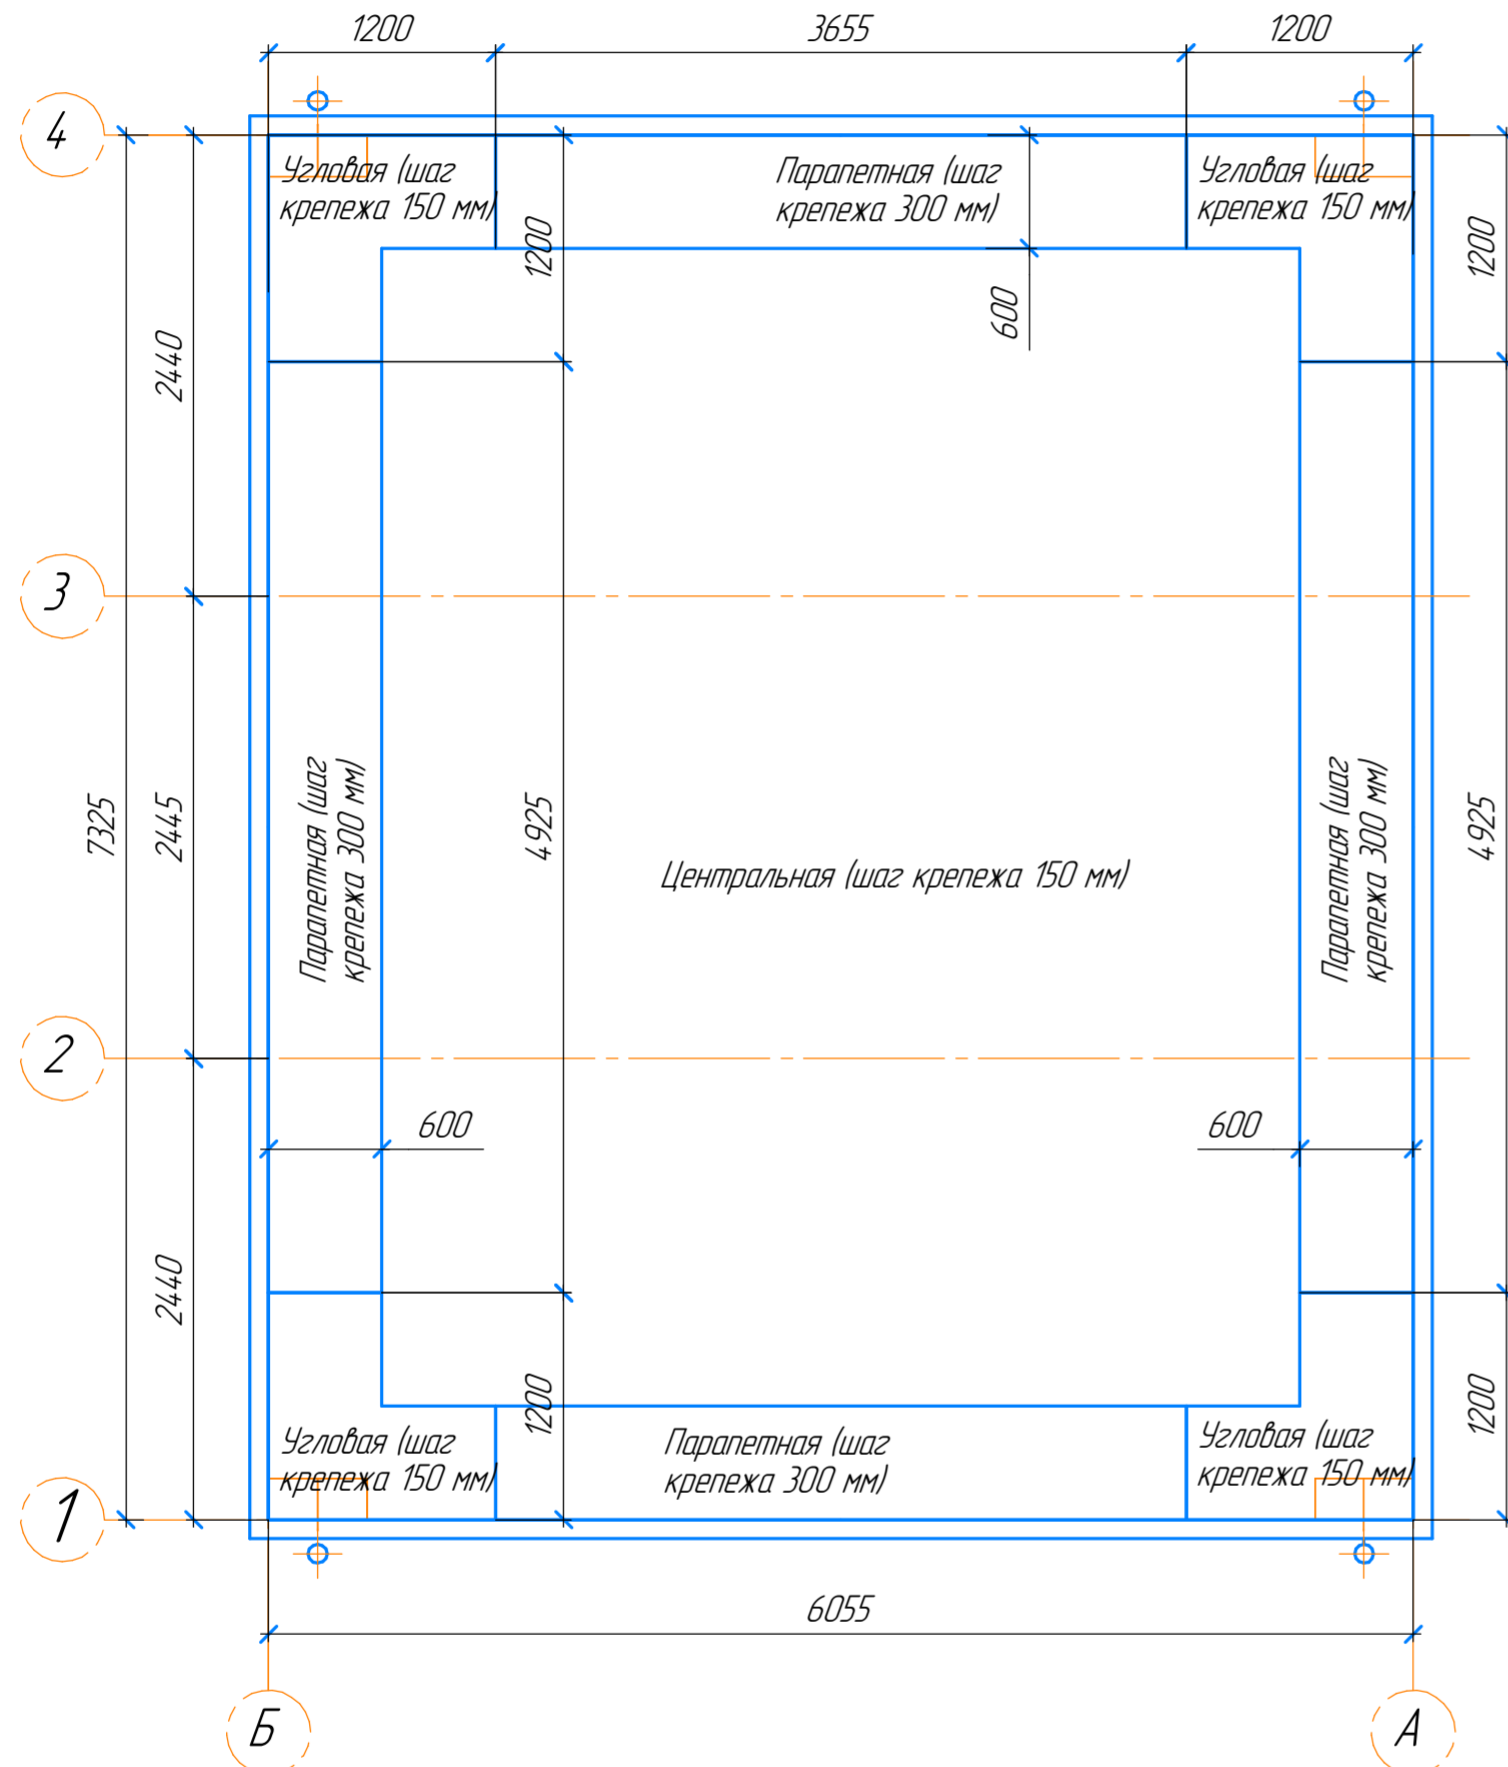 1200
3655
1200
4
Угловая (шаг
крепежа 150 мм)
Парапетная (шаг
крепежа 300 мм)
Угловая (шаг
крепежа 150 мм)
1200
1200
600
2440
3
7325
2445
Парапетная (шаг
крепежа 300 мм)
4925
Центральная (шаг крепежа 150 мм)
Парапетная (шаг
крепежа 300 мм)
4925
2
600
600
2440
1200
1200
Угловая (шаг
крепежа 150 мм)
Парапетная (шаг
крепежа 300 мм)
Угловая (шаг
крепежа 150 мм)
1
6055
Б
А